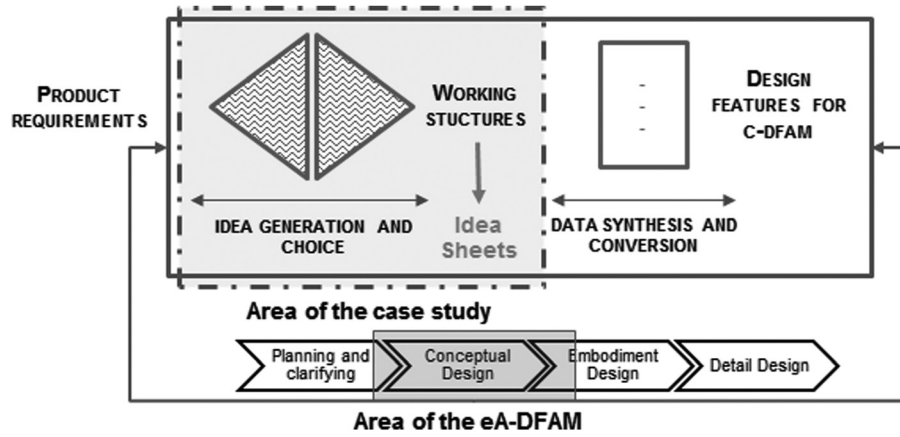 PRODUCT
REQUIREMENTS
WORKING
STUCTURES
DESIGN
FEATURES FOR
C-DFAM
IDEA GENERATION AND
CHOICE
Idea
Sheets
DATA SYNTHESIS AND
CONVERSION
Area of the case study
Planning and
clarifying
Conceptual
Design
Embodiment
Design
Detail Design
Area of the eA-DFAM